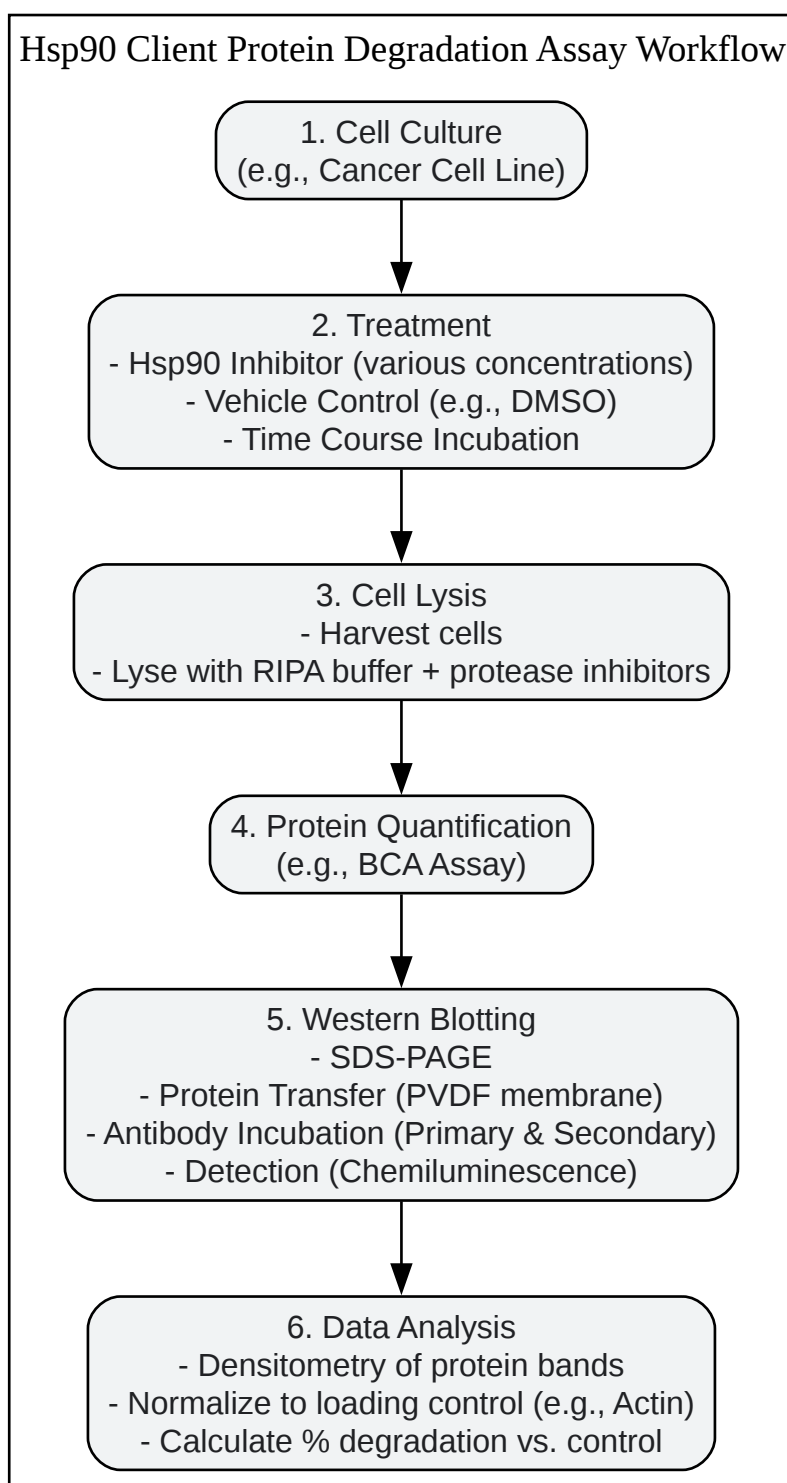 Hsp90 Client Protein Degradation Assay Workflow
1. Cell Culture
(e.g., Cancer Cell Line)
2. Treatment
- Hsp90 Inhibitor (various concentrations)
- Vehicle Control (e.g., DMSO)
- Time Course Incubation
3. Cell Lysis
- Harvest cells
- Lyse with RIPA buffer + protease inhibitors
4. Protein Quantification
(e.g., BCA Assay)
5. Western Blotting
- SDS-PAGE
- Protein Transfer (PVDF membrane)
- Antibody Incubation (Primary & Secondary)
- Detection (Chemiluminescence)
6. Data Analysis
- Densitometry of protein bands
- Normalize to loading control (e.g., Actin)
- Calculate % degradation vs. control